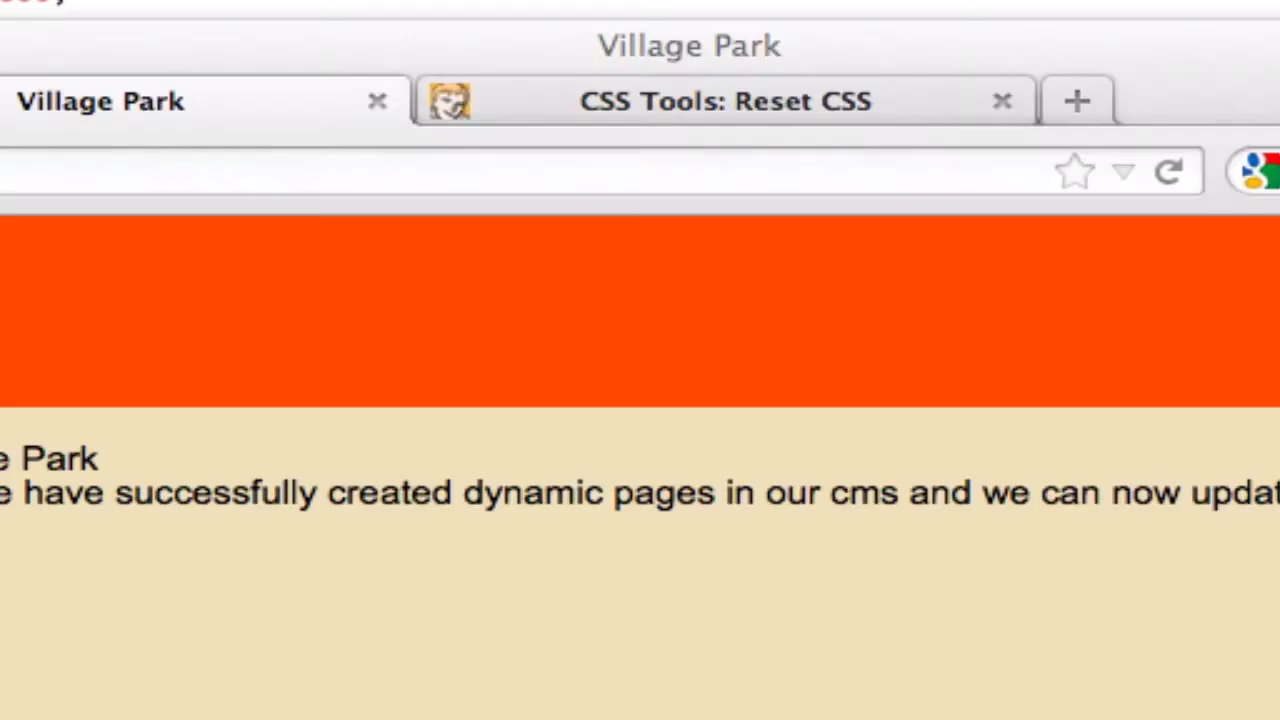 Village Park
Village Park
CSS Tools: Reset CSS
e Park
e have successfully created dynamic pages in our cms and we can now updat